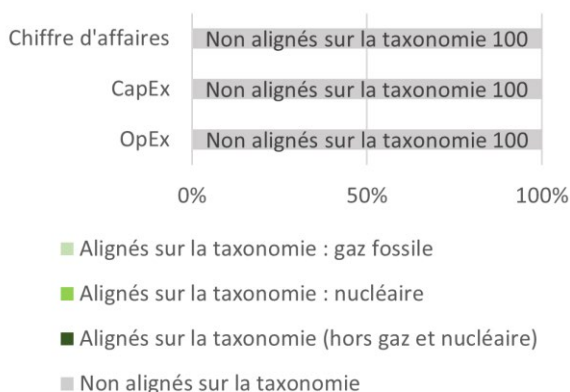 Chiffre d'affaires Non alignés sur la taxonomie 100
CapEx Non alignés sur la taxonomie 100
OpEx Non alignés sur la taxonomie 100
0% 50% 100%
Alignés sur la taxonomie : gaz fossile
Alignés sur la taxonomie : nucléaire
Alignés sur la taxonomie (hors gaz et nucléaire)
Non alignés sur la taxonomie